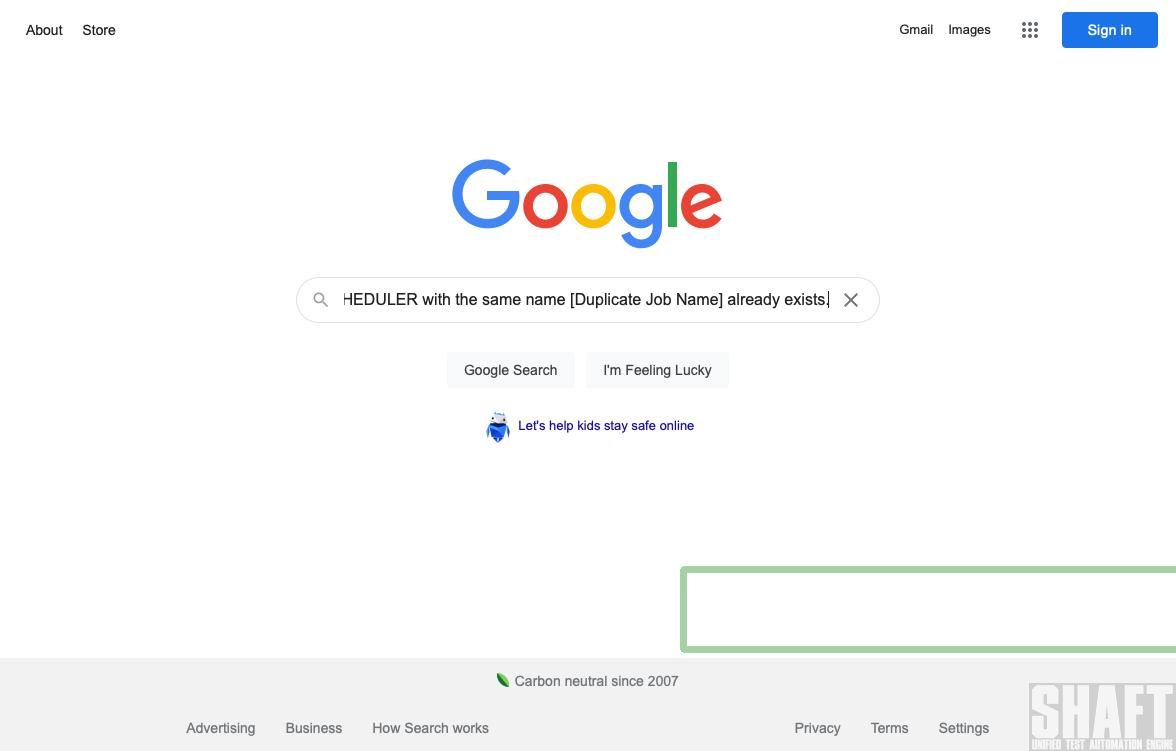 About Store Gmail Images Sign in
Google
HEDULER with the same name [Duplicate Job Name] already exists.
Google Search I'm Feeling Lucky
Let's help kids stay safe online
Carbon neutral since 2007
Advertising Business How Search works Privacy Terms Settings
SHAFT
UNIFIED TEST AUTOMATION ENGINE